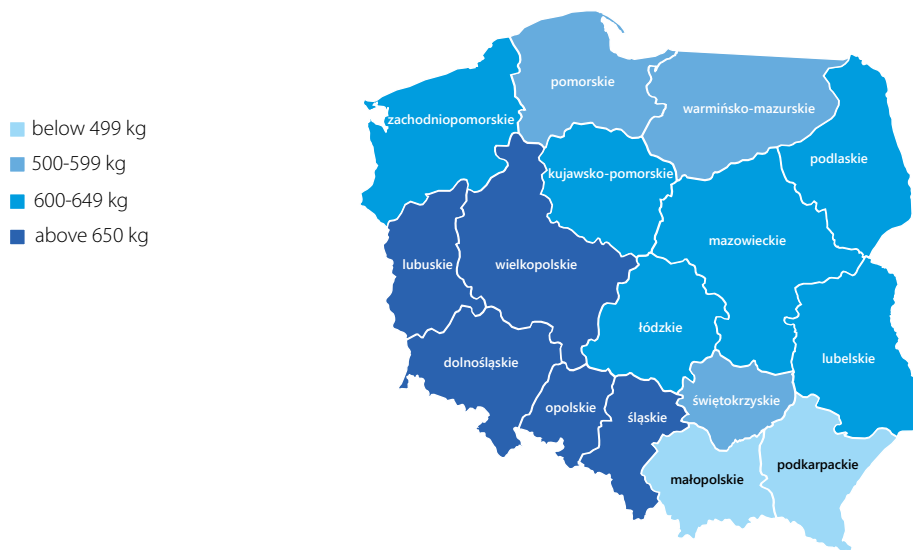 below 499 kg
500-599 kg
600-649 kg
above 650 kg
pomorskie
warmińsko-mazurskie
zachodniopomorskie
podlaskie
kujawsko-pomorskie
mazowieckie
lubuskie
wielkopolskie
łódzkie
lubelskie
dolnośląskie
opolskie
śląskie
świętokrzyskie
małopolskie
podkarpackie